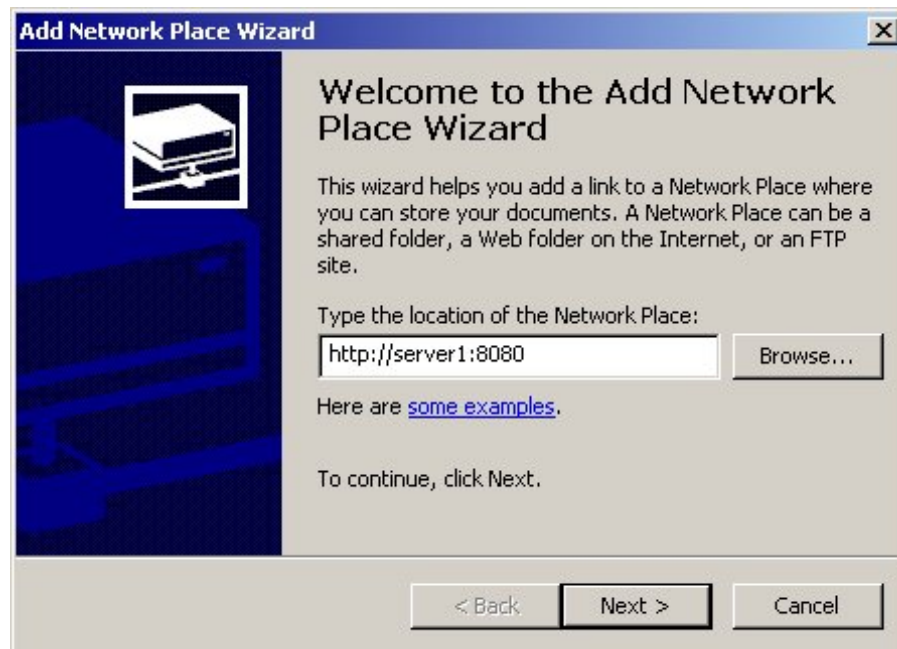 Add Network Place Wizard
Welcome to the Add Network
Place Wizard
This wizard helps you add a link to a Network Place where
you can store your documents. A Network Place can be a
shared folder, a Web folder on the Internet, or an FTP
site.
Type the location of the Network Place:
http://server1:8080
Browse...
Here are some examples.
To continue, click Next.
< Back
Next >
Cancel